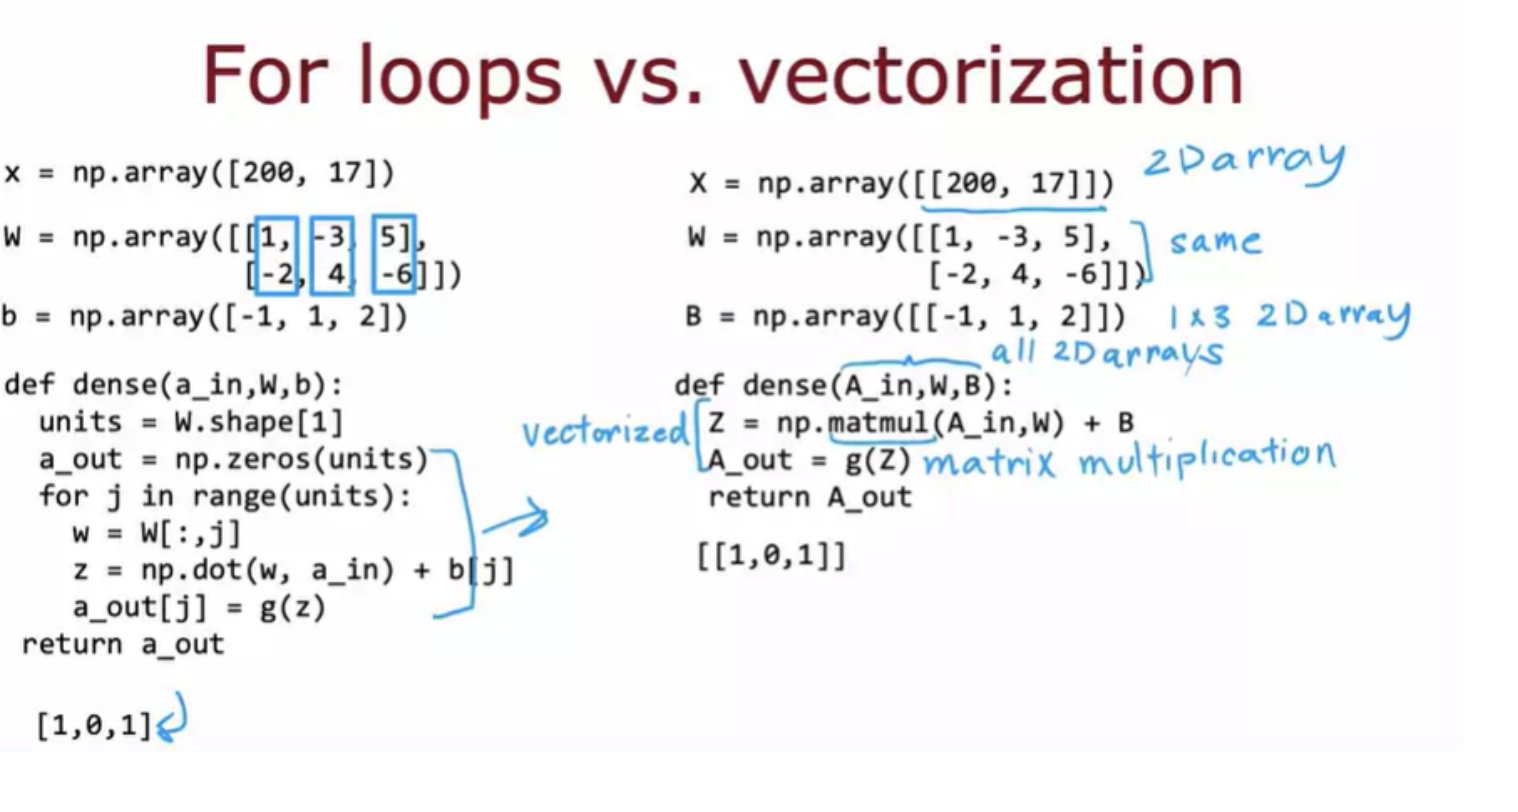 For loops vs. vectorization
x = np.array([200, 17])
W = np.array([[1, -3, 5],
[-2, 4, -6]])
b = np.array([-1, 1, 2])
def dense(a_in,W,b):
units = W.shape[1]
a_out = np.zeros(units)
for j in range(units):
w = W[:,j]
z = np.dot(w, a_in) + b[j]
a_out[j] = g(z)
return a_out
[1,0,1]
X = np.array([[200, 17]]) 2D array
W = np.array([[1, -3, 5],
[-2, 4, -6]]) same
B = np.array([[-1, 1, 2]]) 1x3 2D array
all 2D arrays
def dense(A_in,W,B):
vectorized Z = np.matmul(A_in,W) + B
A_out = g(Z) matrix multiplication
return A_out
[[1,0,1]]